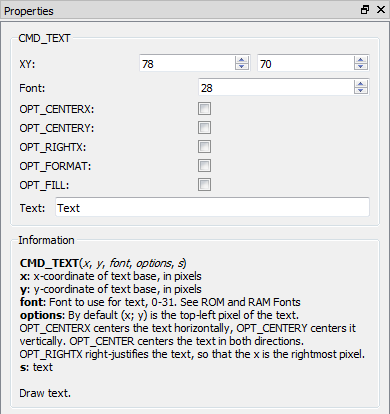 Properties
CMD_TEXT
XY: 78 70
Font: 28
OPT_CENTERX:
OPT_CENTERY:
OPT_RIGHTX:
OPT_FORMAT:
OPT_FILL:
Text: Text
Information
CMD_TEXT(x, y, font, options, s)
x: x-coordinate of text base, in pixels
y: y-coordinate of text base, in pixels
font: Font to use for text, 0-31. See ROM and RAM Fonts
options: By default (x; y) is the top-left pixel of the text.
OPT_CENTERX centers the text horizontally, OPT_CENTERY centers it
vertically. OPT_CENTER centers the text in both directions.
OPT_RIGHTX right-justifies the text, so that the x is the rightmost pixel.
s: text
Draw text.